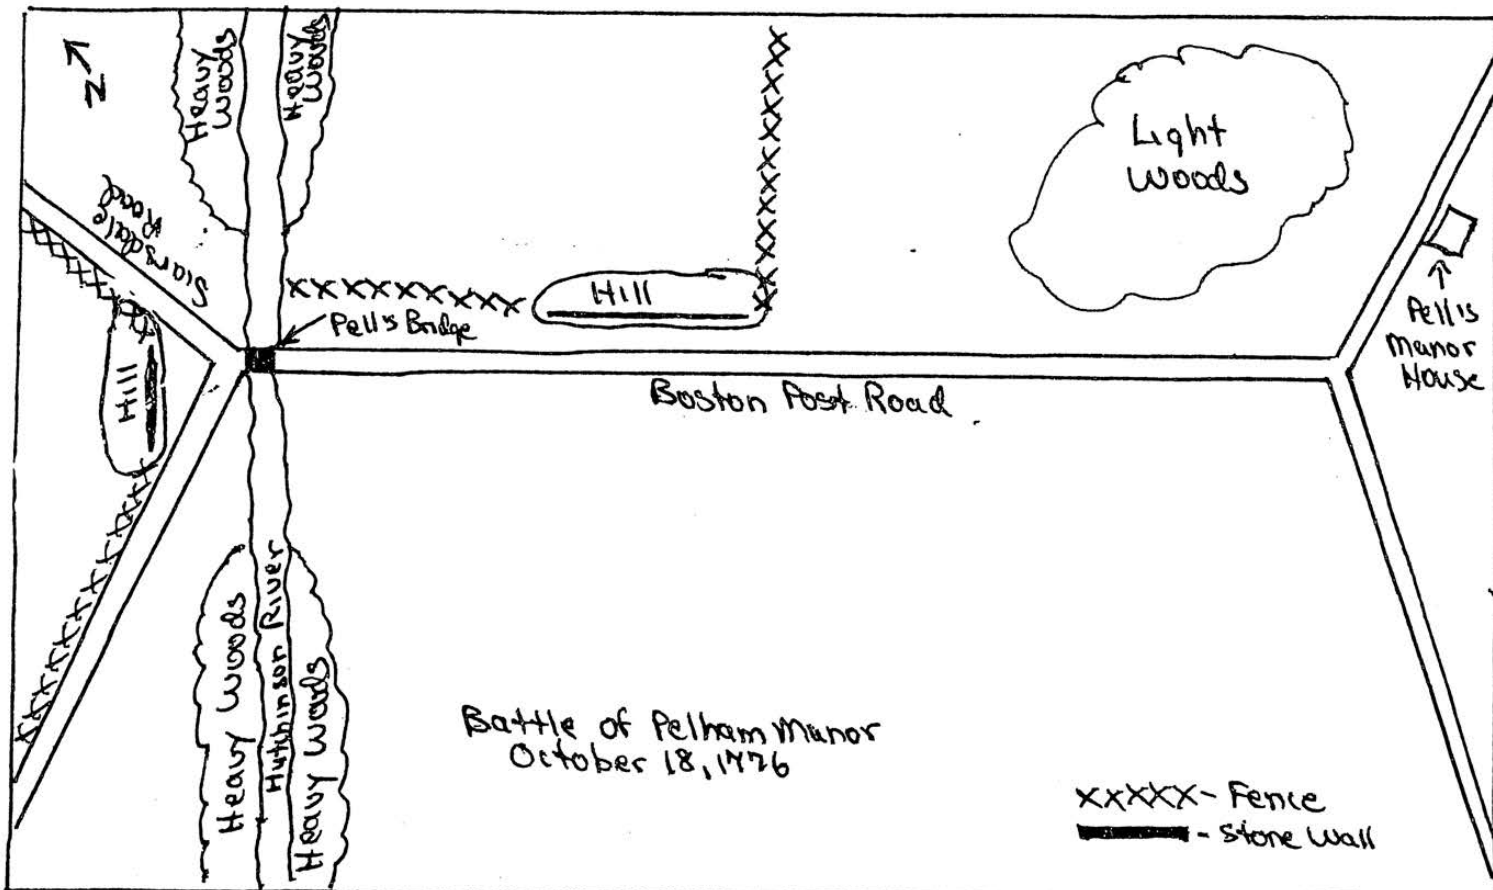 N
Heavy
Woods
Heavy
Woods
Light
Woods
Scarsdale
Road
Hill
Pell's Bridge
Hill
Pell's
Manor
House
Boston Post Road
Heavy Woods
Hutchinson River
Heavy Woods
Battle of Pelham Manor
October 18, 1776
xxxxx - Fence
- Stone Wall